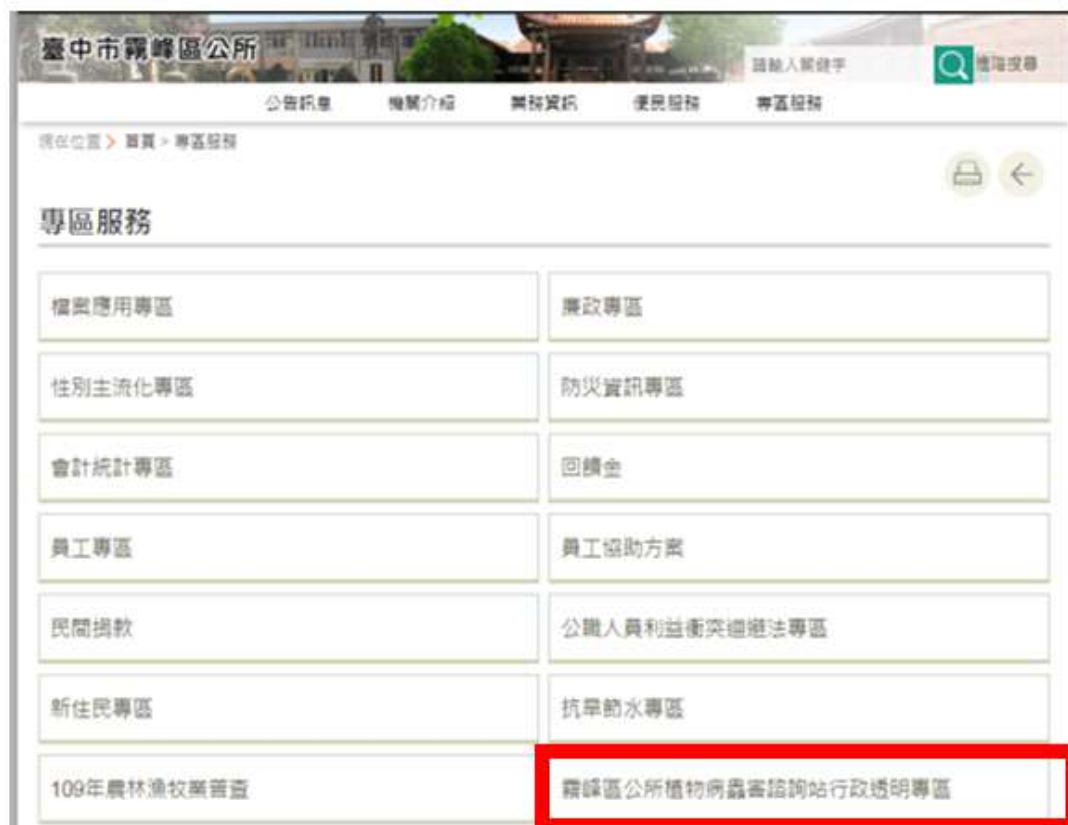 臺中市霧峰區公所
請輸入關鍵字
進階搜尋
公告訊息 機關介紹 業務資訊 便民服務 專區服務
現在位置 > 首頁 > 專區服務
專區服務
檔案應用專區 廉政專區
性別主流化專區 防災資訊專區
會計統計專區 回饋金
員工專區 員工協助方案
民間捐款 公職人員利益衝突迴避法專區
新住民專區 抗旱節水專區
109年農林漁牧業普查 霧峰區公所植物病蟲害諮詢站行政透明專區